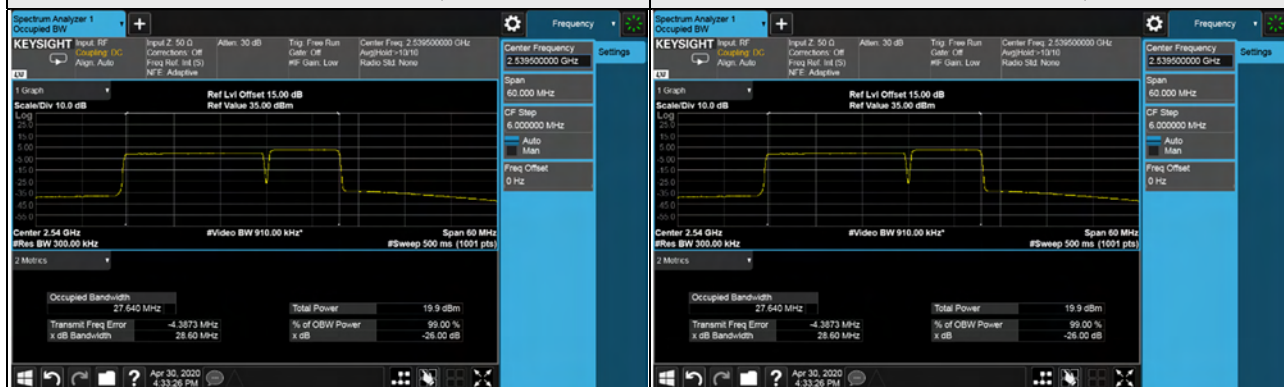 Spectrum Analyzer 1
Occupied BW
+
Frequency
KEYSIGHT
Input: RF
Coupling: DC
Align: Auto
Input Z: 50 Ω
Corrections: Off
Freq Ref: Int (S)
NFE: Adaptive
Atten: 30 dB
Trig: Free Run
Gate: Off
#IF Gain: Low
Center Freq: 2.539500000 GHz
Avg|Hold:>10/10
Radio Std: None
LXI
Center Frequency
2.539500000 GHz
Settings
Span
60.000 MHz
CF Step
6.000000 MHz
Auto
Man
Freq Offset
0 Hz
1 Graph
Scale/Div 10.0 dB
Ref Lvl Offset 15.00 dB
Ref Value 35.00 dBm
Log
25.0
15.0
5.00
-5.00
-15.0
-25.0
-35.0
-45.0
-55.0
Center 2.54 GHz
#Res BW 300.00 kHz
#Video BW 910.00 kHz*
Span 60 MHz
#Sweep 500 ms (1001 pts)
2 Metrics
Occupied Bandwidth
27.640 MHz
Transmit Freq Error -4.3873 MHz
x dB Bandwidth 28.60 MHz
Total Power 19.9 dBm
% of OBW Power 99.00 %
x dB -26.00 dB
?
Apr 30, 2020
4:33:26 PM
Spectrum Analyzer 1
Occupied BW
+
Frequency
KEYSIGHT
Input: RF
Coupling: DC
Align: Auto
Input Z: 50 Ω
Corrections: Off
Freq Ref: Int (S)
NFE: Adaptive
Atten: 30 dB
Trig: Free Run
Gate: Off
#IF Gain: Low
Center Freq: 2.539500000 GHz
Avg|Hold:>10/10
Radio Std: None
LXI
Center Frequency
2.539500000 GHz
Settings
Span
60.000 MHz
CF Step
6.000000 MHz
Auto
Man
Freq Offset
0 Hz
1 Graph
Scale/Div 10.0 dB
Ref Lvl Offset 15.00 dB
Ref Value 35.00 dBm
Log
25.0
15.0
5.00
-5.00
-15.0
-25.0
-35.0
-45.0
-55.0
Center 2.54 GHz
#Res BW 300.00 kHz
#Video BW 910.00 kHz*
Span 60 MHz
#Sweep 500 ms (1001 pts)
2 Metrics
Occupied Bandwidth
27.640 MHz
Transmit Freq Error -4.3873 MHz
x dB Bandwidth 28.60 MHz
Total Power 19.9 dBm
% of OBW Power 99.00 %
x dB -26.00 dB
?
Apr 30, 2020
4:33:26 PM